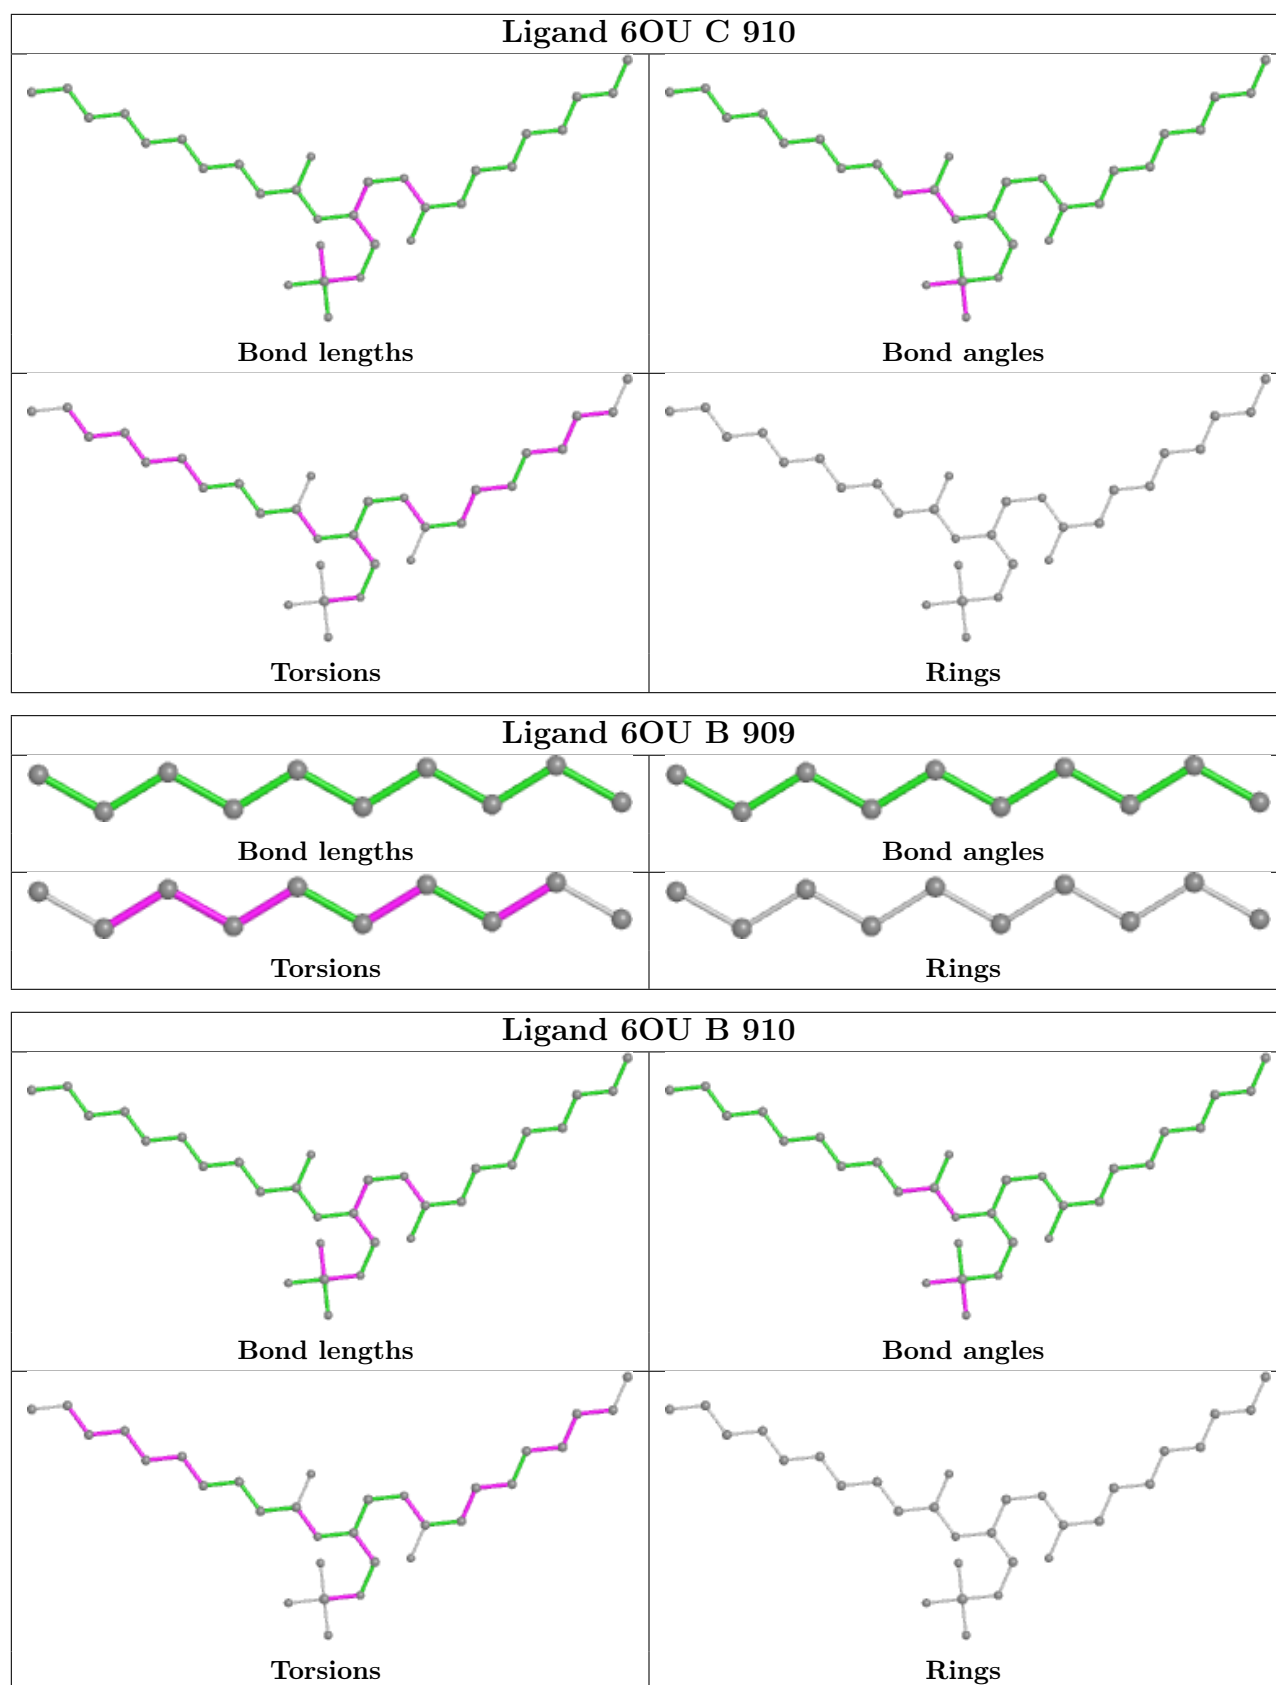 Ligand 6OU C 910
Bond lengths
Bond angles
Torsions
Rings
Ligand 6OU B 909
Bond lengths
Bond angles
Torsions
Rings
Ligand 6OU B 910
Bond lengths
Bond angles
Torsions
Rings